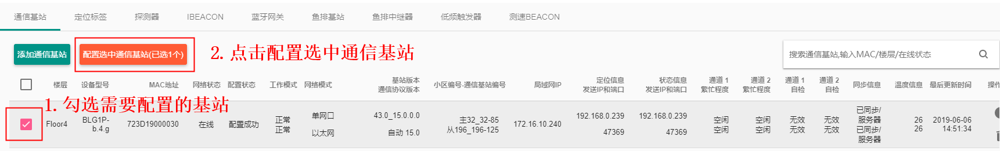 通信基站 定位标签 探测器 IBEACON 蓝牙网关 鱼排基站 鱼排中继器 低频触发器 测速BEACON
添加通信基站 配置选中通信基站(已选1个) 2. 点击配置选中通信基站 搜索通信基站,输入MAC/楼层/在线状态
楼层 设备型号 MAC地址 网络状态 配置状态 工作模式 网络模式 基站版本 小区编号-通信基站编号 局域网IP 定位信息 状态信息 通道 1 通道 2 通道 1 通道 2 同步信息 温度信息 最后更新时间
通信协议版本 发送IP和端口 发送IP和端口 繁忙程度 繁忙程度 自检 自检
1. 勾选需要配置的基站
Floor4 BLG1P- 723D19000030 在线 配置成功 正常 单网口 43.0_15.0.0.0 主32_32-85 172.16.10.240 192.168.0.239 192.168.0.239 空闲 空闲 无效 无效 已同步/ 26 2019-06-06
b.4.g 正常 以太网 自动 15.0 从196_196-125 47369 47369 空闲 空闲 无效 无效 服务器 26 14:51:34
已同步/
服务器